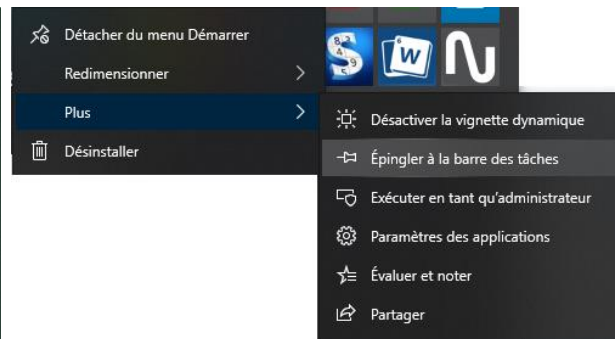 Détacher du menu Démarrer
Redimensionner
Plus
Désinstaller
Désactiver la vignette dynamique
Épingler à la barre des tâches
Exécuter en tant qu'administrateur
Paramètres des applications
Évaluer et noter
Partager